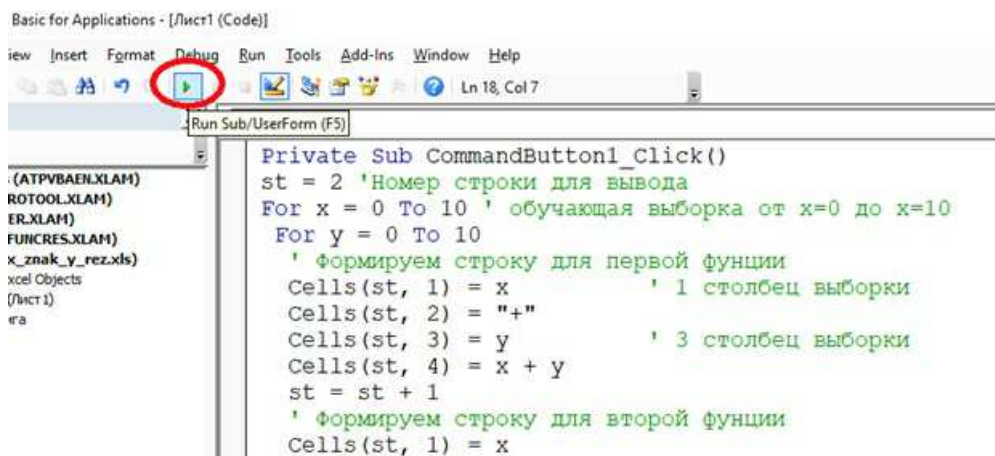 Basic for Applications - [Лист1 (Code)]
iew Insert Format Debug Run Tools Add-Ins Window Help
Ln 18, Col 7
Run Sub/UserForm (F5)
Private Sub CommandButton1_Click()
st = 2 'Номер строки для вывода
For x = 0 To 10 ' обучающая выборка от x=0 до x=10
For y = 0 To 10
' Формируем строку для первой фунции
Cells(st, 1) = x ' 1 столбец выборки
Cells(st, 2) = "+"
Cells(st, 3) = y ' 3 столбец выборки
Cells(st, 4) = x + y
st = st + 1
' Формируем строку для второй фунции
Cells(st, 1) = x
(ATPVBAEN.XLAM)
ROTOOL.XLAM)
ER.XLAM)
FUNCRES.XLAM)
x_znak_y_rez.xls)
xcel Objects
(Лист1)
ига